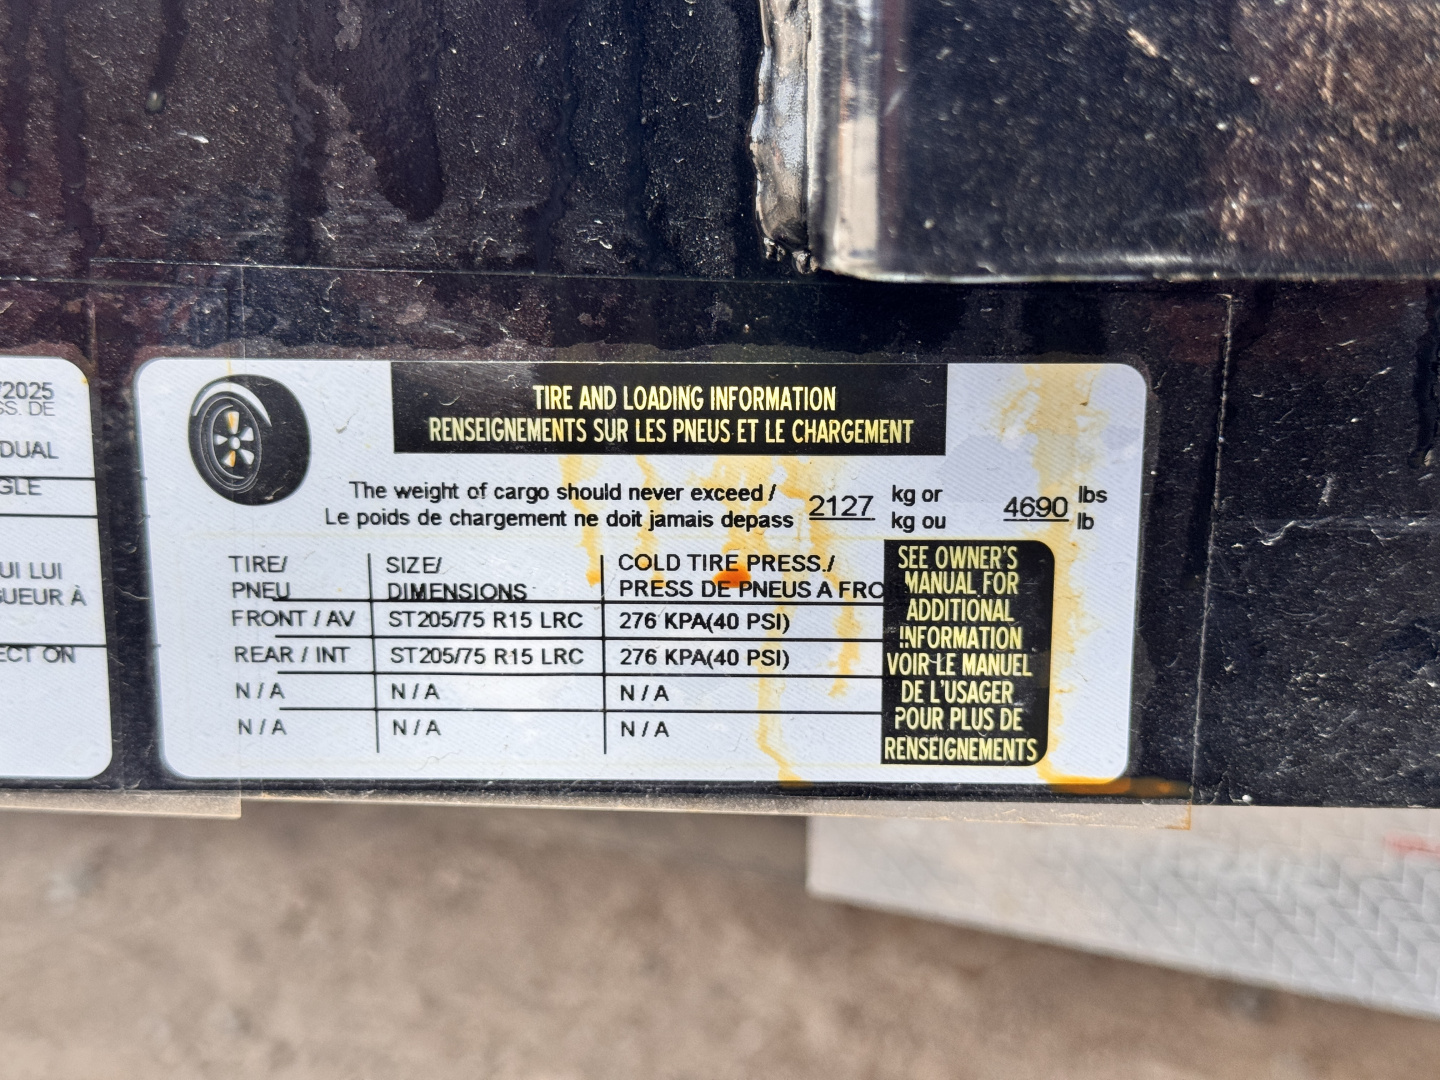 /2025
SS. DE
DUAL
GLE
UI LUI
UEUR À
ECT ON
TIRE AND LOADING INFORMATION
RENSEIGNEMENTS SUR LES PNEUS ET LE CHARGEMENT
The weight of cargo should never exceed / 2127 kg or 4690 lbs
Le poids de chargement ne doit jamais depass kg ou lb
TIRE/ SIZE/ COLD TIRE PRESS./
PNEU DIMENSIONS PRESS DE PNEUS A FRO
FRONT / AV ST205/75 R15 LRC 276 KPA(40 PSI)
REAR / INT ST205/75 R15 LRC 276 KPA(40 PSI)
N / A N / A N / A
N / A N / A N / A
SEE OWNER'S
MANUAL FOR
ADDITIONAL
INFORMATION
VOIR LE MANUEL
DE L'USAGER
POUR PLUS DE
RENSEIGNEMENTS